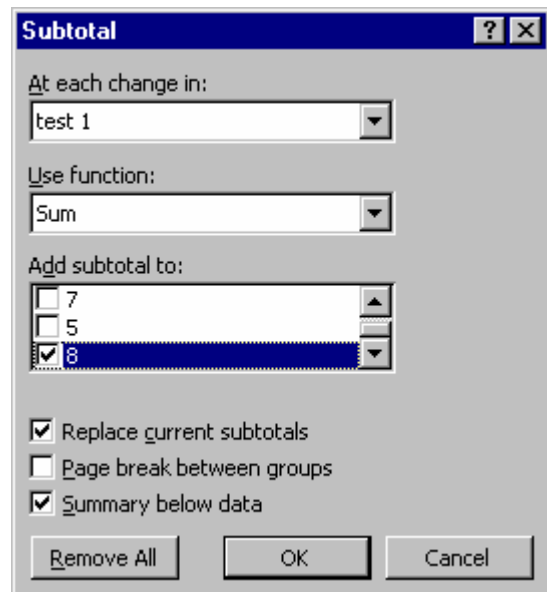 Subtotal
At each change in:
test 1
Use function:
Sum
Add subtotal to:
7
5
8
Replace current subtotals
Page break between groups
Summary below data
Remove All OK Cancel